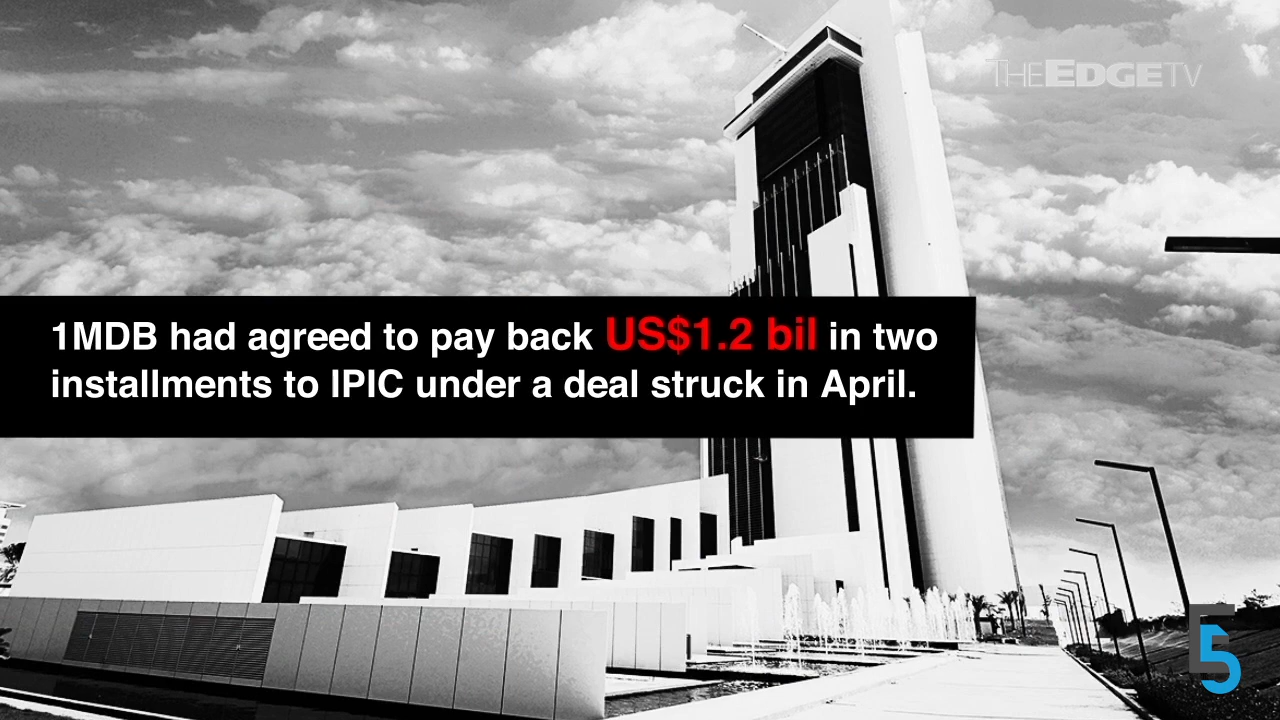 THEEDGETV
1MDB had agreed to pay back US$1.2 bil in two
installments to IPIC under a deal struck in April.
E5